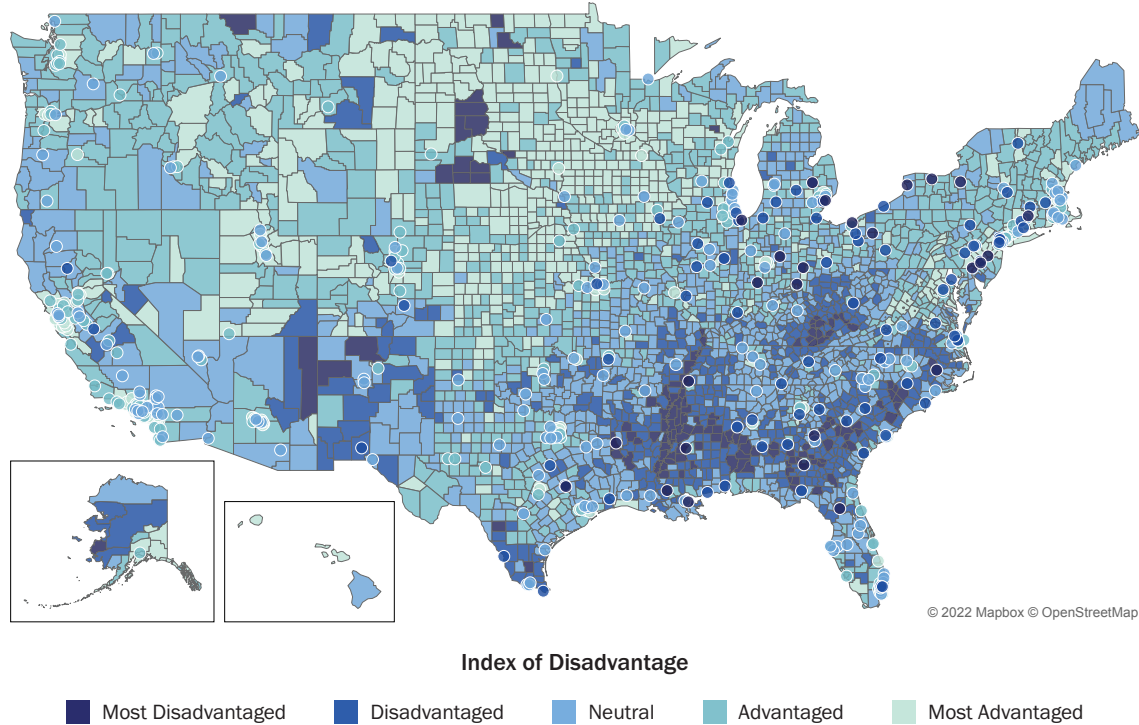 © 2022 Mapbox © OpenStreetMap
Index of Disadvantage
Most Disadvantaged Disadvantaged Neutral Advantaged Most Advantaged